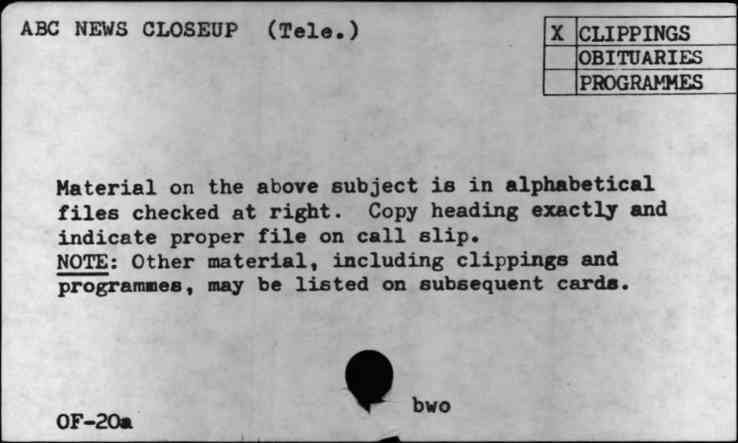 ABC NEWS CLOSEUP (Tele.)
X CLIPPINGS
OBITUARIES
PROGRAMMES
Material on the above subject is in alphabetical
files checked at right. Copy heading exactly and
indicate proper file on call slip.
NOTE: Other material, including clippings and
programmes, may be listed on subsequent cards.
bwo
OF-20a